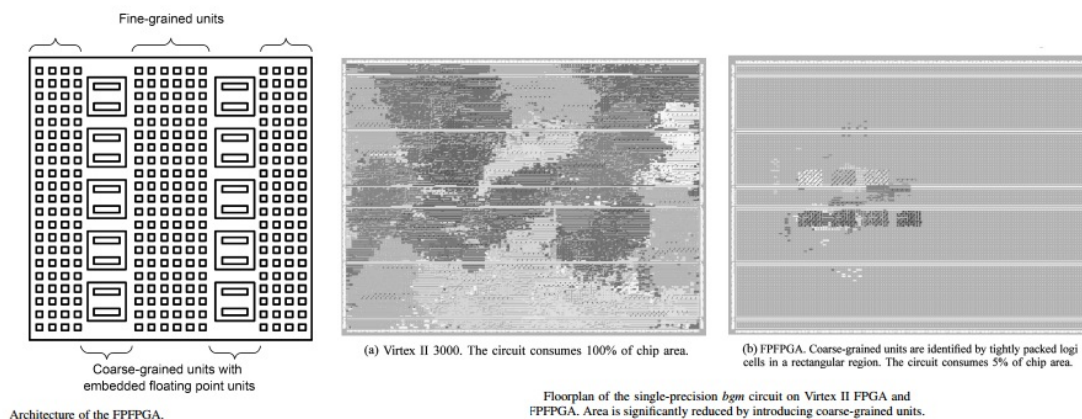 Fine-grained units
Coarse-grained units with
embedded floating point units
Architecture of the FPFPGA.
(a) Virtex II 3000. The circuit consumes 100% of chip area.
(b) FPFPGA. Coarse-grained units are identified by tightly packed logi
cells in a rectangular region. The circuit consumes 5% of chip area.
Floorplan of the single-precision bgm circuit on Virtex II FPGA and
FPFPGA. Area is significantly reduced by introducing coarse-grained units.